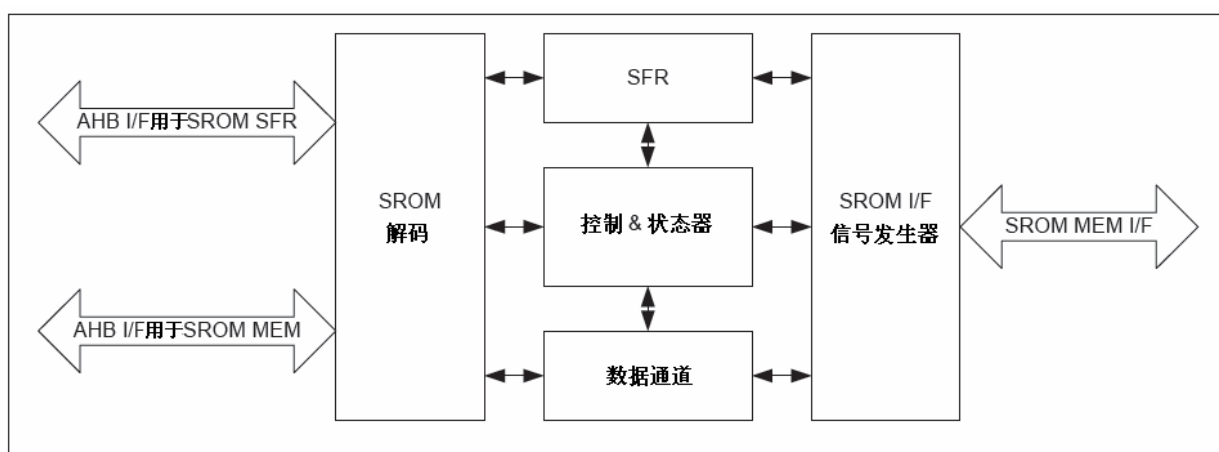 AHB I/F用于SROM SFR
AHB I/F用于SROM MEM
SROM
解码
SFR
控制 & 状态器
数据通道
SROM I/F
信号发生器
SROM MEM I/F